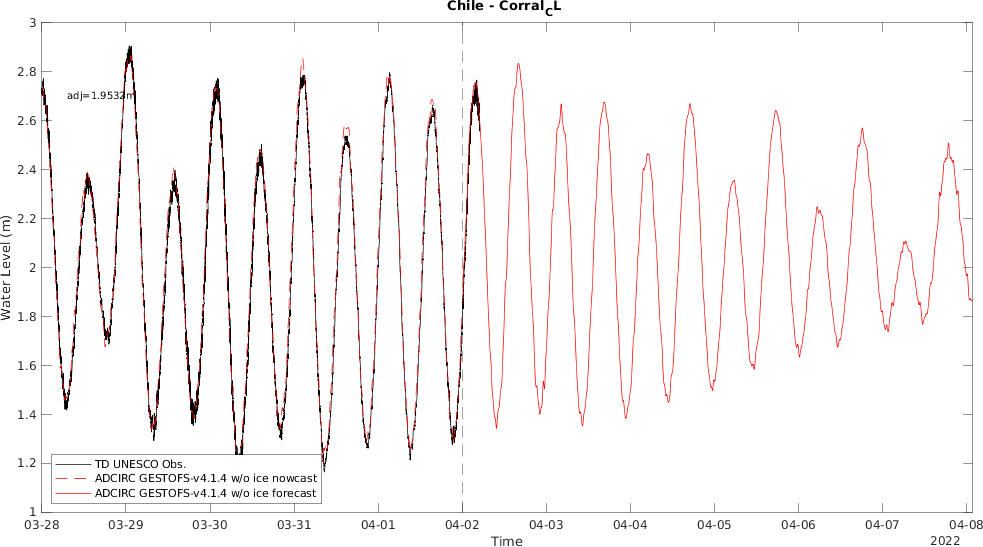 Chile - Corral_CL
3
2.8
2.6
2.4
2.2
2
1.8
1.6
1.4
1.2
1
Water Level (m)
adj=1.9532m
TD UNESCO Obs.
ADCIRC GESTOFS-v4.1.4 w/o ice nowcast
ADCIRC GESTOFS-v4.1.4 w/o ice forecast
03-28 03-29 03-30 03-31 04-01 04-02 04-03 04-04 04-05 04-06 04-07 04-08
Time
2022